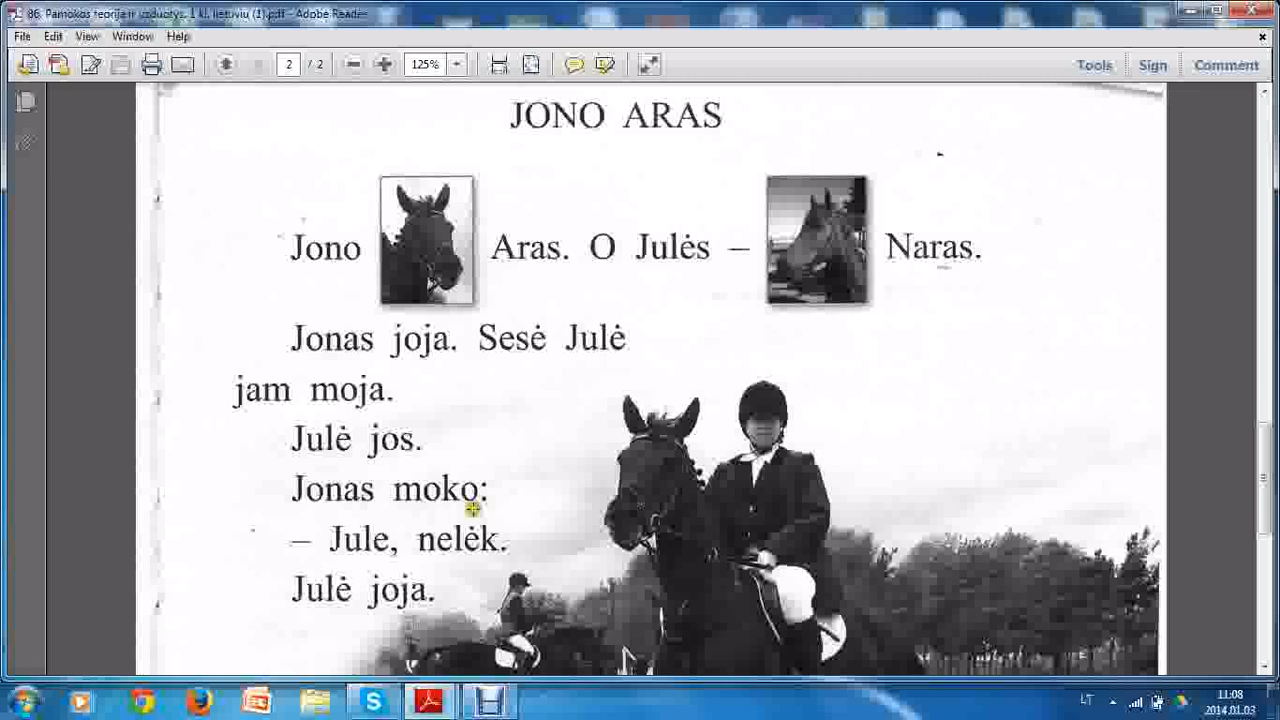 86. Pamokos teorija ir užduotys. 1 kl. lietuvių (1).pdf - Adobe Reader
File Edit View Window Help
2 / 2 125% Tools Sign Comment
JONO ARAS
Jono Aras. O Julės – Naras.
Jonas joja. Sesė Julė
jam moja.
Julė jos.
Jonas moko:
– Jule, nelėk.
Julė joja.
LT 11:08
2014.01.03